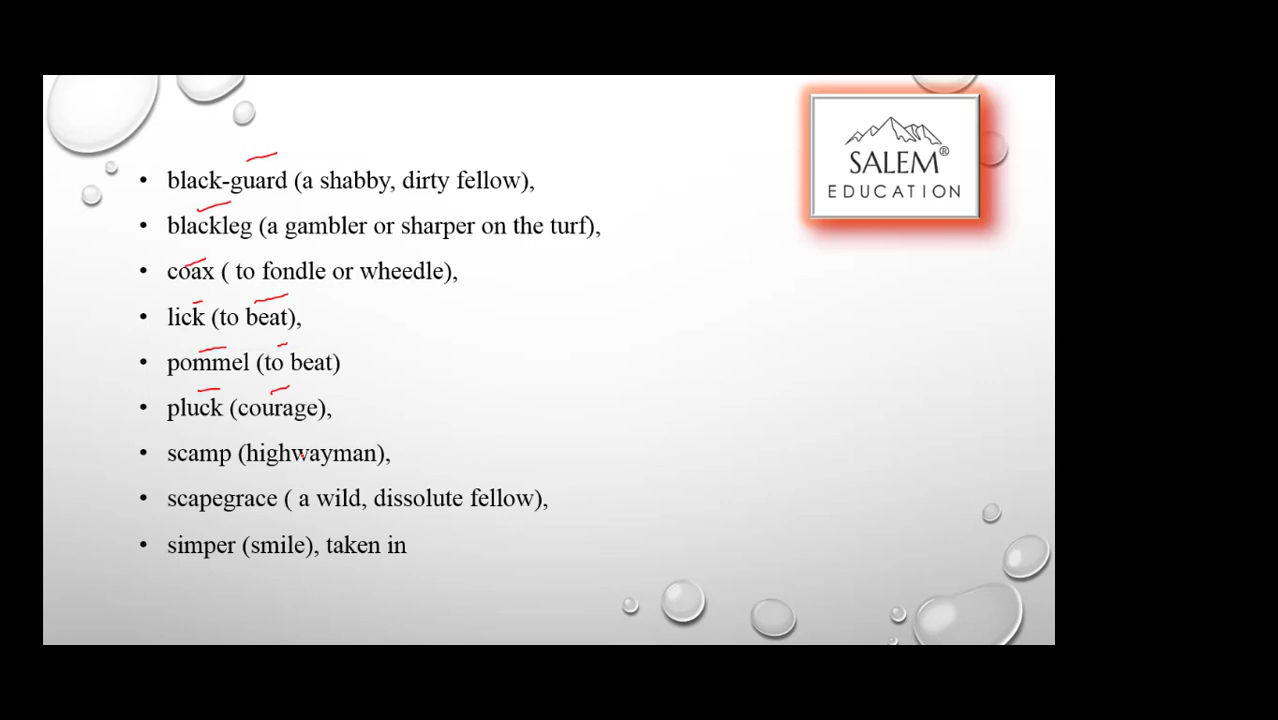 SALEM®
EDUCATION
• black-guard (a shabby, dirty fellow),
• blackleg (a gambler or sharper on the turf),
• coax ( to fondle or wheedle),
• lick (to beat),
• pommel (to beat)
• pluck (courage),
• scamp (highwayman),
• scapegrace ( a wild, dissolute fellow),
• simper (smile), taken in